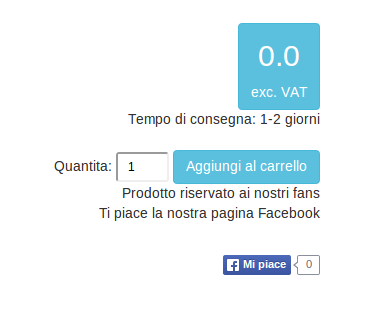 0.0
exc. VAT
Tempo di consegna: 1-2 giorni
Quantita: 1 Aggiungi al carrello
Prodotto riservato ai nostri fans
Ti piace la nostra pagina Facebook
Mi piace 0